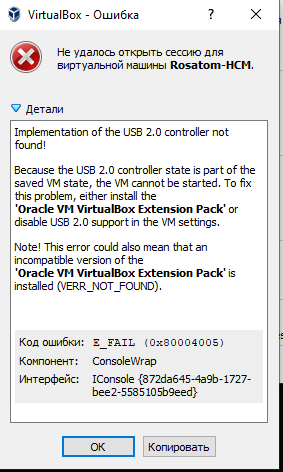 VirtualBox - Ошибка
Не удалось открыть сессию для
виртуальной машины Rosatom-HCM.
Детали
Implementation of the USB 2.0 controller not
found!
Because the USB 2.0 controller state is part of the
saved VM state, the VM cannot be started. To fix
this problem, either install the
'Oracle VM VirtualBox Extension Pack' or
disable USB 2.0 support in the VM settings.
Note! This error could also mean that an
incompatible version of the
'Oracle VM VirtualBox Extension Pack' is
installed (VERR_NOT_FOUND).
Код ошибки: E_FAIL (0x80004005)
Компонент: ConsoleWrap
Интерфейс: IConsole {872da645-4a9b-1727-
bee2-5585105b9eed}
OK Копировать